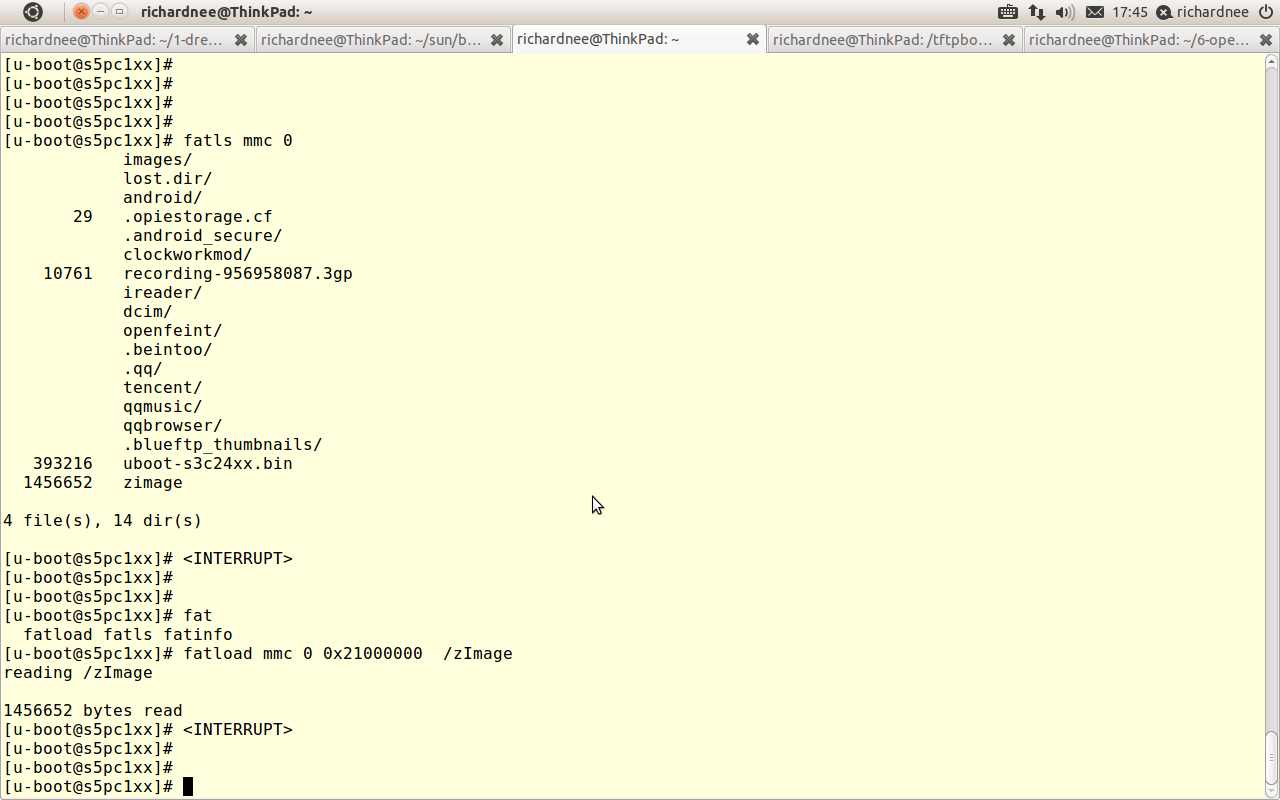 richardnee@ThinkPad: ~
17:45
richardnee
richardnee@ThinkPad: ~/1-dre...
richardnee@ThinkPad: ~/sun/b...
richardnee@ThinkPad: ~
richardnee@ThinkPad: /tftpbo...
richardnee@ThinkPad: ~/6-ope...
[u-boot@s5pc1xx]#
[u-boot@s5pc1xx]#
[u-boot@s5pc1xx]#
[u-boot@s5pc1xx]#
[u-boot@s5pc1xx]# fatls mmc 0
images/
lost.dir/
android/
29   .opiestorage.cf
.android_secure/
clockworkmod/
10761   recording-956958087.3gp
ireader/
dcim/
openfeint/
.beintoo/
.qq/
tencent/
qqmusic/
qqbrowser/
.blueftp_thumbnails/
393216   uboot-s3c24xx.bin
1456652   zimage
4 file(s), 14 dir(s)
[u-boot@s5pc1xx]# <INTERRUPT>
[u-boot@s5pc1xx]#
[u-boot@s5pc1xx]#
[u-boot@s5pc1xx]# fat
fatload fatls fatinfo
[u-boot@s5pc1xx]# fatload mmc 0 0x21000000  /zImage
reading /zImage
1456652 bytes read
[u-boot@s5pc1xx]# <INTERRUPT>
[u-boot@s5pc1xx]#
[u-boot@s5pc1xx]#
[u-boot@s5pc1xx]#